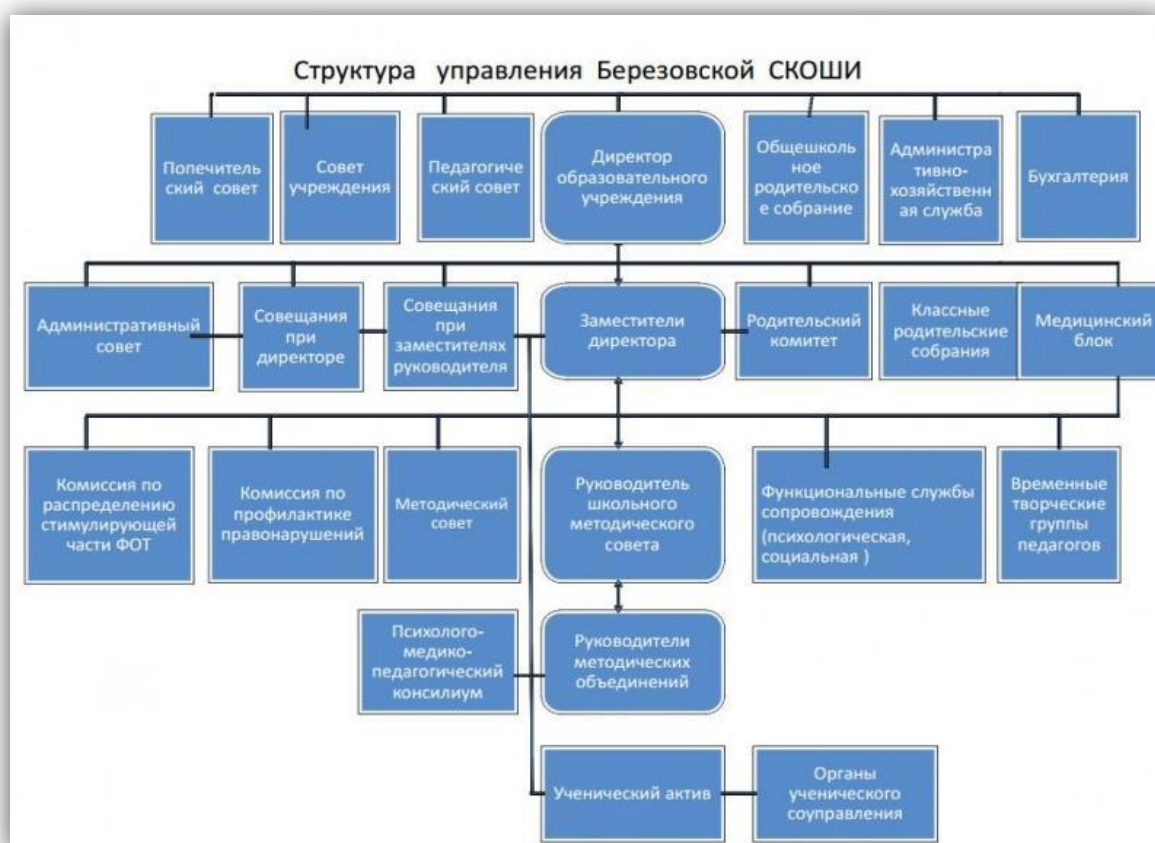 Структура управления Березовской СКОШИ
Попечитель
ский совет
Совет
учреждения
Педагогиче
ский совет
Директор
образовательного
учреждения
Общешколь
ное
родительско
е собрание
Администра
тивно-
хозяйственн
ая служба
Бухгалтерия
Административный
совет
Совещания
при
директоре
Совещания
при
заместителях
руководителя
Заместители
директора
Родительский
комитет
Классные
родительские
собрания
Медицинский
блок
Комиссия по
распределению
стимулирующей
части ФОТ
Комиссия по
профилактике
правонарушений
Методический
совет
Руководитель
школьного
методического
совета
Функциональные службы
сопровождения
(психологическая,
социальная )
Временные
творческие
группы
педагогов
Психолого-
медико-
педагогический
консилиум
Руководители
методических
объединений
Ученический актив
Органы
ученического
соуправления